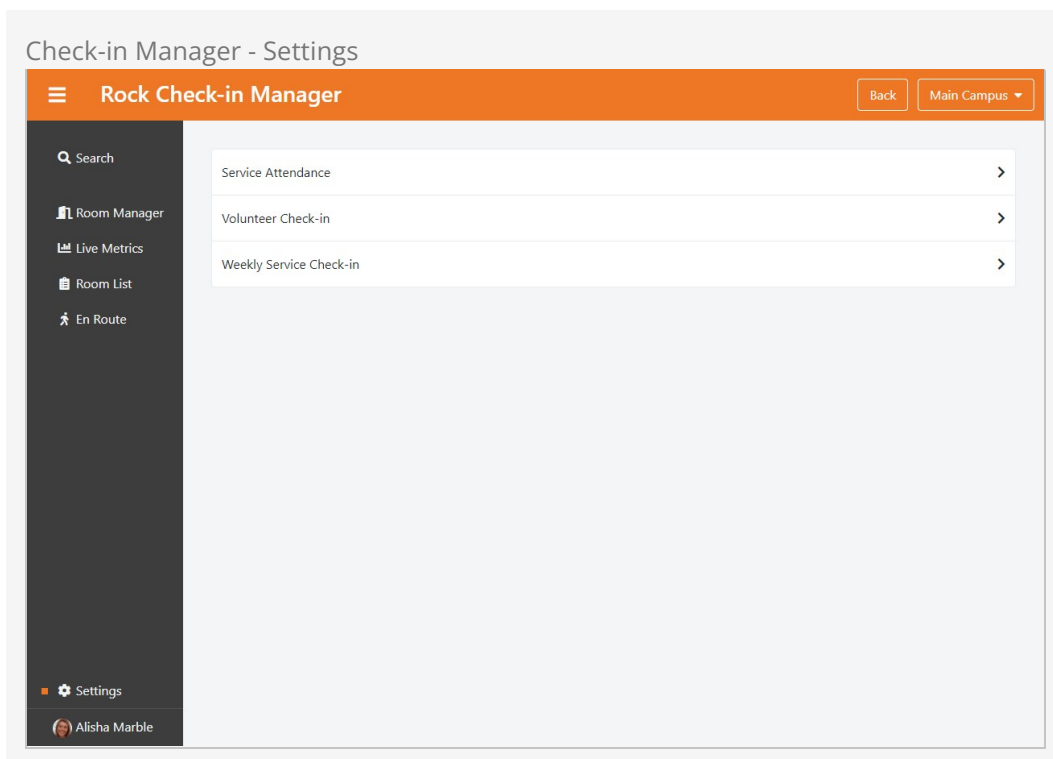 Check-in Manager - Settings
Rock Check-in Manager
Back
Main Campus
Search
Room Manager
Live Metrics
Room List
En Route
Service Attendance
Volunteer Check-in
Weekly Service Check-in
Settings
Alisha Marble